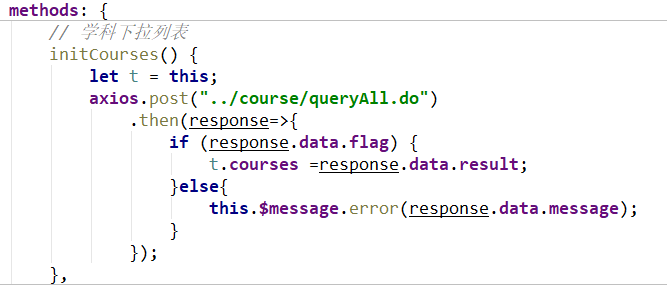 methods: {
// 学科下拉列表
initCourses() {
let t = this;
axios.post("../course/queryAll.do")
.then(response=>{
if (response.data.flag) {
t.courses =response.data.result;
}else{
this.$message.error(response.data.message);
}
});
},